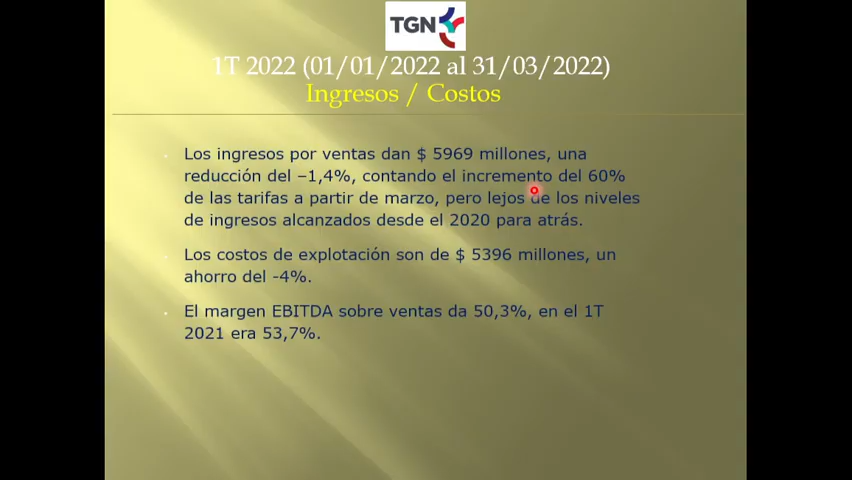 TGN
1T 2022 (01/01/2022 al 31/03/2022)
Ingresos / Costos
Los ingresos por ventas dan $ 5969 millones, una
reducción del –1,4%, contando el incremento del 60%
de las tarifas a partir de marzo, pero lejos de los niveles
de ingresos alcanzados desde el 2020 para atrás.
Los costos de explotación son de $ 5396 millones, un
ahorro del -4%.
El margen EBITDA sobre ventas da 50,3%, en el 1T
2021 era 53,7%.